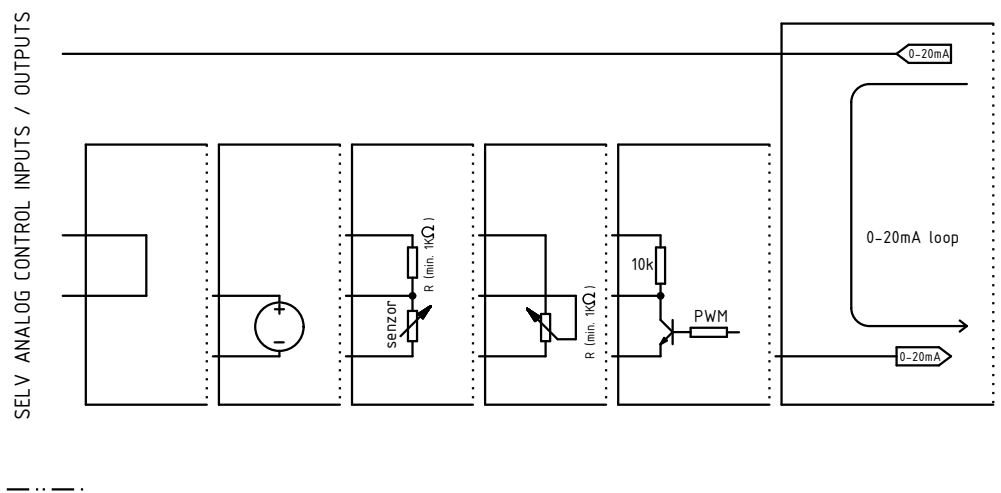 SELV ANALOG CONTROL INPUTS / OUTPUTS
0-20mA
+
-
senzor
R (min. 1KΩ)
R (min. 1KΩ)
10k
PWM
0-20mA loop
0-20mA